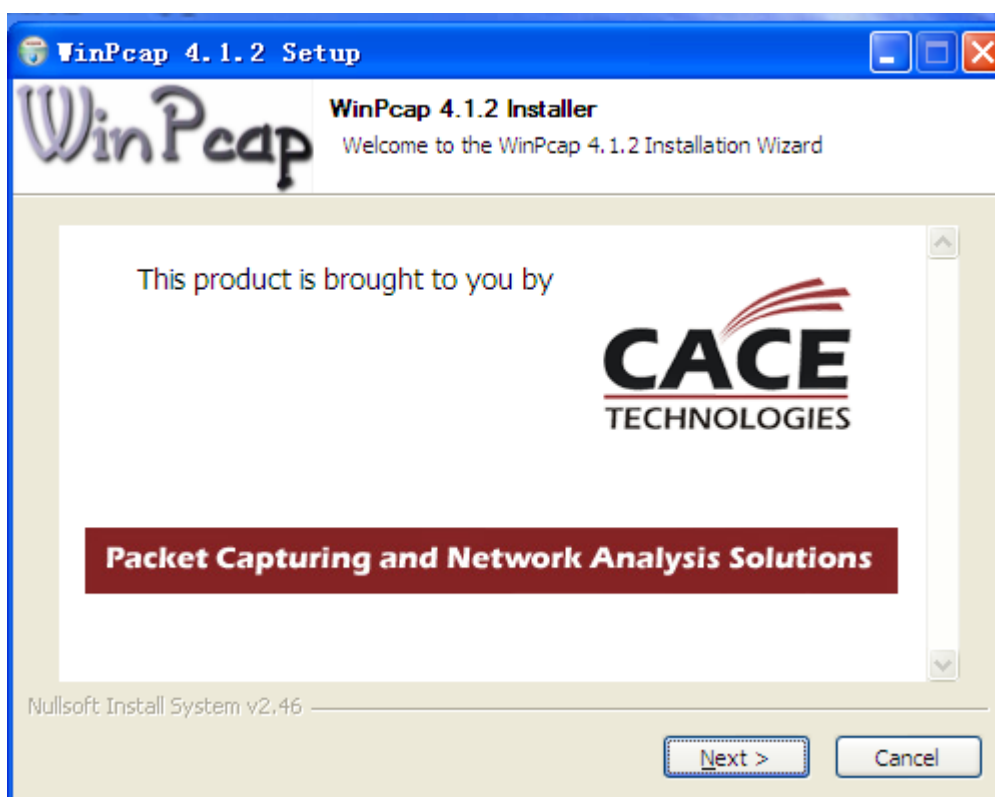 WinPcap 4.1.2 Setup
WinPcap
WinPcap 4.1.2 Installer
Welcome to the WinPcap 4.1.2 Installation Wizard
This product is brought to you by
CACE
TECHNOLOGIES
Packet Capturing and Network Analysis Solutions
Nullsoft Install System v2.46
Next >
Cancel